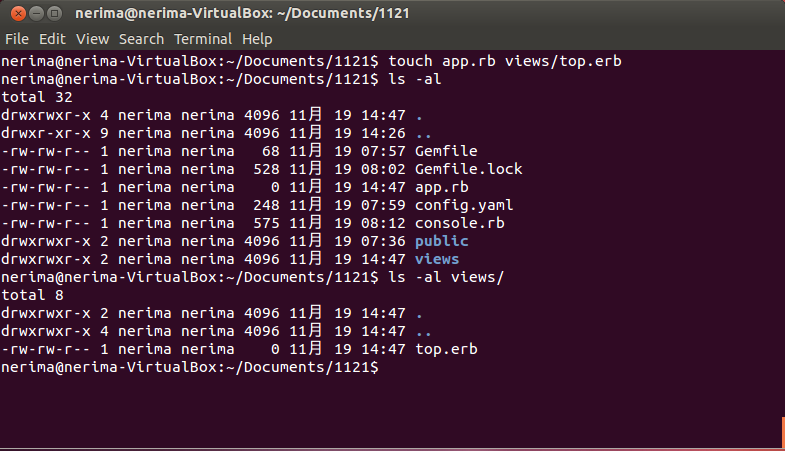 nerima@nerima-VirtualBox: ~/Documents/1121
File Edit View Search Terminal Help
nerima@nerima-VirtualBox:~/Documents/1121$ touch app.rb views/top.erb
nerima@nerima-VirtualBox:~/Documents/1121$ ls -al
total 32
drwxrwxr-x 4 nerima nerima 4096 11月 19 14:47 .
drwxr-xr-x 9 nerima nerima 4096 11月 19 14:26 ..
-rw-rw-r-- 1 nerima nerima   68 11月 19 07:57 Gemfile
-rw-rw-r-- 1 nerima nerima  528 11月 19 08:02 Gemfile.lock
-rw-rw-r-- 1 nerima nerima    0 11月 19 14:47 app.rb
-rw-rw-r-- 1 nerima nerima  248 11月 19 07:59 config.yaml
-rw-rw-r-- 1 nerima nerima  575 11月 19 08:12 console.rb
drwxrwxr-x 2 nerima nerima 4096 11月 19 07:36 public
drwxrwxr-x 2 nerima nerima 4096 11月 19 14:47 views
nerima@nerima-VirtualBox:~/Documents/1121$ ls -al views/
total 8
drwxrwxr-x 2 nerima nerima 4096 11月 19 14:47 .
drwxrwxr-x 4 nerima nerima 4096 11月 19 14:47 ..
-rw-rw-r-- 1 nerima nerima    0 11月 19 14:47 top.erb
nerima@nerima-VirtualBox:~/Documents/1121$